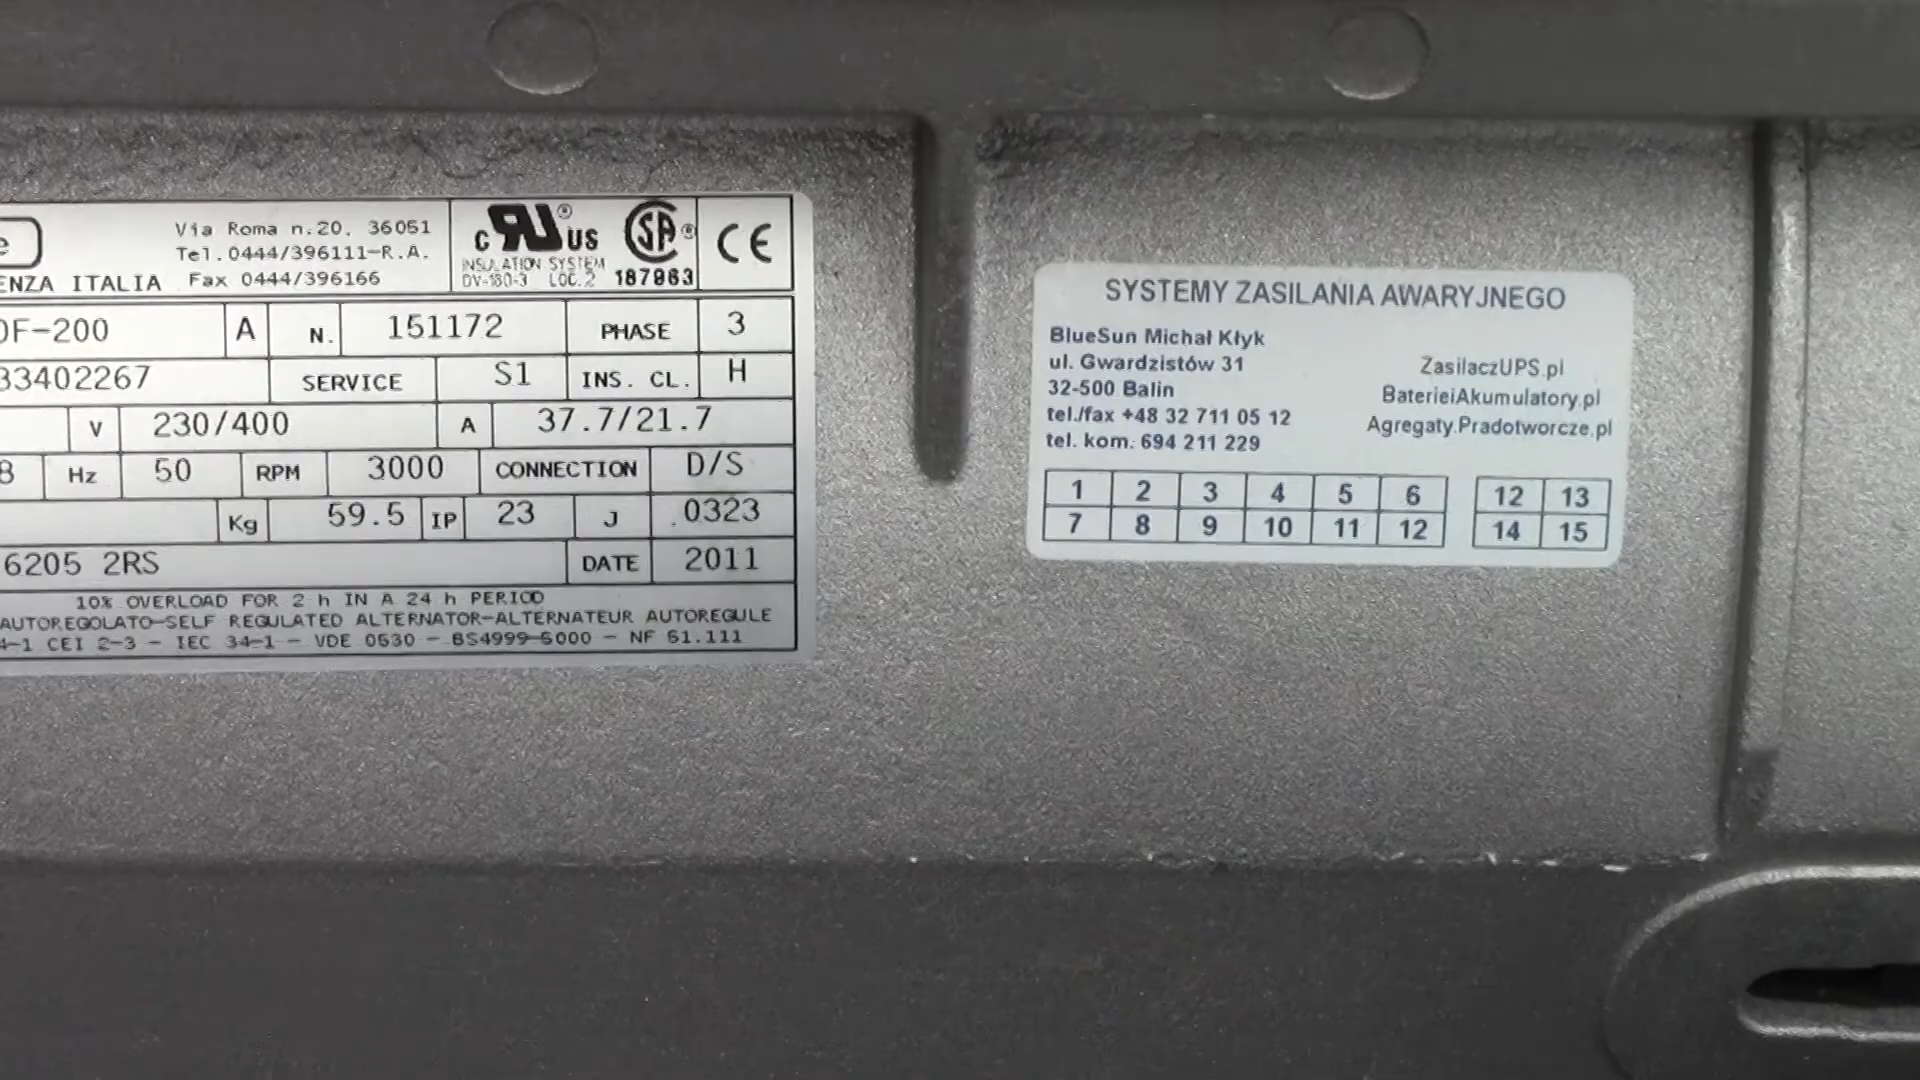 e
Via Roma n.20, 36051
Tel.0444/396111-R.A.
ENZA ITALIA Fax 0444/396166
c RU US ® SA ® CE
INSULATION SYSTEM
DV-180-3 LOC.2 187863
0F-200 A N. 151172 PHASE 3
33402267 SERVICE S1 INS. CL. H
V 230/400 A 37.7/21.7
8 Hz 50 RPM 3000 CONNECTION D/S
Kg 59.5 IP 23 J .0323
6205 2RS DATE 2011
10% OVERLOAD FOR 2 h IN A 24 h PERIOD
AUTOREGOLATO-SELF REGULATED ALTERNATOR-ALTERNATEUR AUTOREGULE
4-1 CEI 2-3 - IEC 34-1 - VDE 0530 - BS4999-5000 - NF 51.111
SYSTEMY ZASILANIA AWARYJNEGO
BlueSun Michał Kłyk
ul. Gwardzistów 31
32-500 Balin
tel./fax +48 32 711 05 12
tel. kom. 694 211 229
ZasilaczUPS.pl
BaterieiAkumulatory.pl
Agregaty.Pradotworcze.pl
1 2 3 4 5 6 12 13
7 8 9 10 11 12 14 15